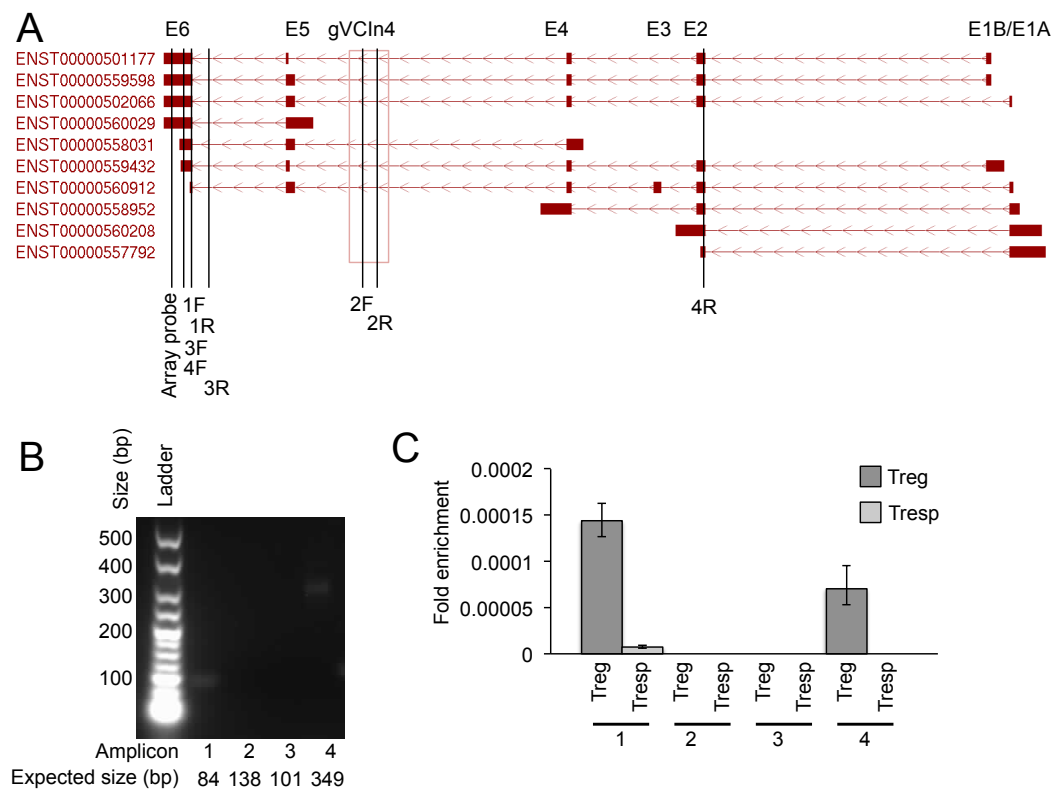 A
E6 E5 gVCIn4 E4 E3 E2 E1B/E1A
ENST00000501177
ENST00000559598
ENST00000502066
ENST00000560029
ENST00000558031
ENST00000559432
ENST00000560912
ENST00000558952
ENST00000560208
ENST00000557792
Array probe
1F
1R
3F
4F
3R
2F
2R
4R
B
Size (bp)
Ladder
500
400
300
200
100
Amplicon 1 2 3 4
Expected size (bp) 84 138 101 349
C
Fold enrichment
0.0002
0.00015
0.0001
0.00005
0
Treg
Tresp
Treg Tresp Treg Tresp Treg Tresp Treg Tresp
1 2 3 4